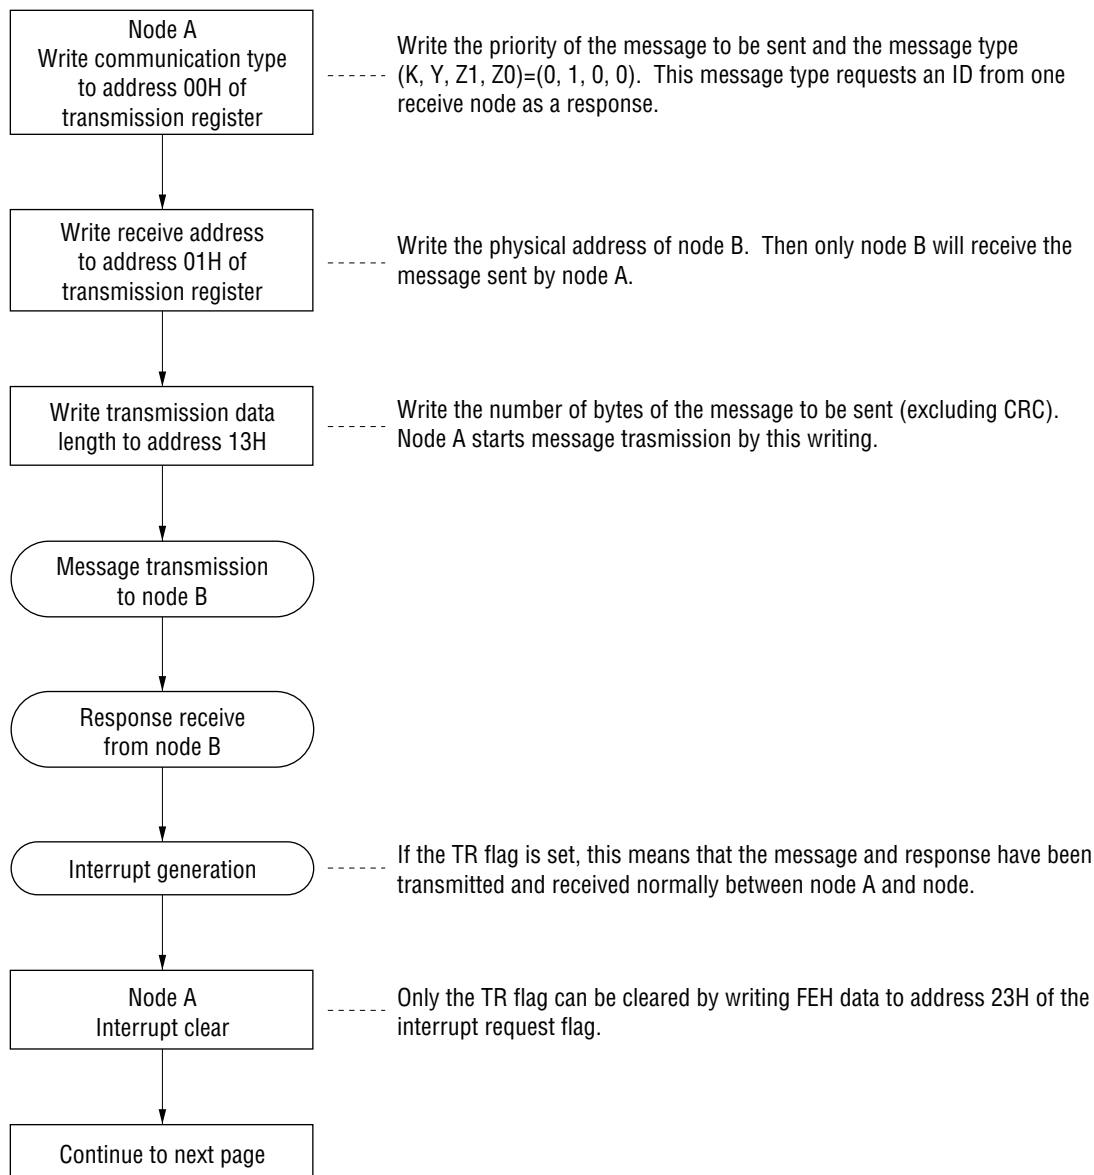 Node A
Write communication type
to address 00H of
transmission register
Write the priority of the message to be sent and the message type
(K, Y, Z1, Z0)=(0, 1, 0, 0).  This message type requests an ID from one
receive node as a response.
Write receive address
to address 01H of
transmission register
Write the physical address of node B.  Then only node B will receive the
message sent by node A.
Write transmission data
length to address 13H
Write the number of bytes of the message to be sent (excluding CRC).
Node A starts message trasmission by this writing.
Message transmission
to node B
Response receive
from node B
Interrupt generation
If the TR flag is set, this means that the message and response have been
transmitted and received normally between node A and node.
Node A
Interrupt clear
Only the TR flag can be cleared by writing FEH data to address 23H of the
interrupt request flag.
Continue to next page